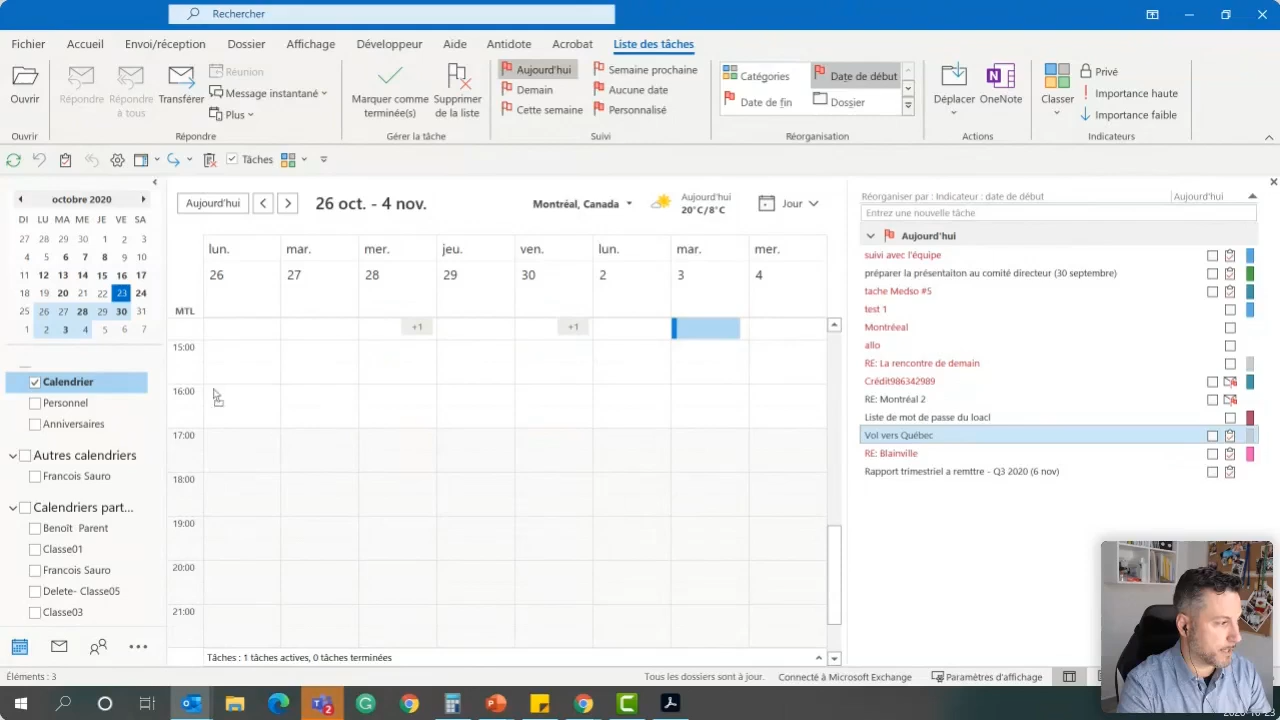 Rechercher
Fichier Accueil Envoi/réception Dossier Affichage Développeur Aide Antidote Acrobat Liste des tâches
Ouvrir
Répondre Répondre à tous Transférer
Réunion
Message instantané
Plus
Marquer comme terminée(s)
Supprimer de la liste
Aujourd'hui
Demain
Cette semaine
Semaine prochaine
Aucune date
Personnalisé
Catégories
Date de début
Date de fin
Dossier
Déplacer OneNote
Classer
Privé
Importance haute
Importance faible
Ouvrir Répondre Gérer la tâche Suivi Réorganisation Actions Indicateurs
Tâches
octobre 2020
DI LU MA ME JE VE SA
27 28 29 30 1 2 3
4 5 6 7 8 9 10
11 12 13 14 15 16 17
18 19 20 21 22 23 24
25 26 27 28 29 30 31
1 2 3 4 5 6 7
Calendrier
Personnel
Anniversaires
Autres calendriers
Francois Sauro
Calendriers part...
Benoît Parent
Classe01
Francois Sauro
Delete- Classe05
Classe03
Éléments : 3
Aujourd'hui
26 oct. - 4 nov.
Montréal, Canada
Aujourd'hui
20°C/8°C
Jour
lun. mar. mer. jeu. ven. lun. mar. mer.
26 27 28 29 30 2 3 4
MTL
+1 +1
15:00
16:00
17:00
18:00
19:00
20:00
21:00
Tâches : 1 tâches actives, 0 tâches terminées
Réorganiser par : Indicateur : date de début Aujourd'hui
Entrez une nouvelle tâche
Aujourd'hui
suivi avec l'équipe
préparer la présentaiton au comité directeur (30 septembre)
tache Medso #5
test 1
Montréeal
allo
RE: La rencontre de demain
Crédit986342989
RE: Montréal 2
Liste de mot de passe du loacl
Vol vers Québec
RE: Blainville
Rapport trimestriel a remttre - Q3 2020 (6 nov)
Tous les dossiers sont à jour. Connecté à Microsoft Exchange Paramètres d'affichage
2
2020-10-23